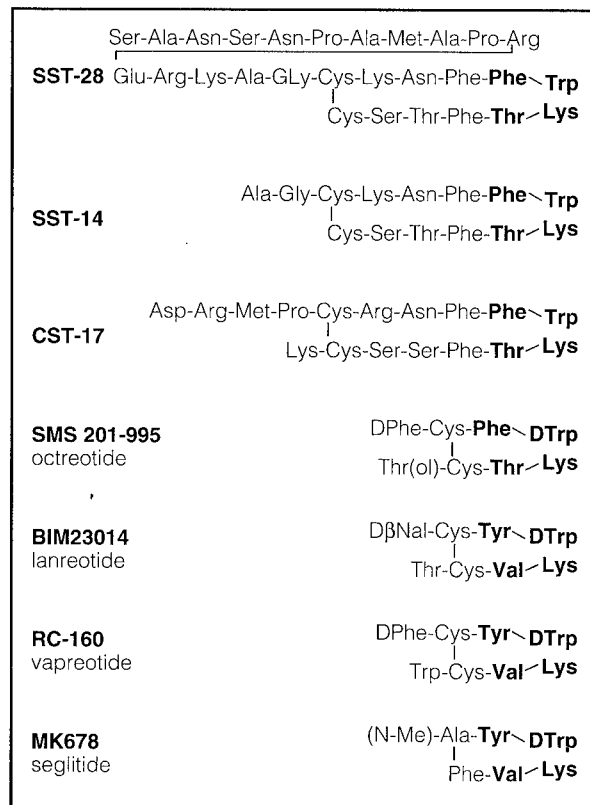 Ser-Ala-Asn-Ser-Asn-Pro-Ala-Met-Ala-Pro-Arg
SST-28 Glu-Arg-Lys-Ala-GLy-Cys-Lys-Asn-Phe-Phe Trp
Cys-Ser-Thr-Phe-Thr Lys
Ala-Gly-Cys-Lys-Asn-Phe-Phe Trp
SST-14
Cys-Ser-Thr-Phe-Thr Lys
Asp-Arg-Met-Pro-Cys-Arg-Asn-Phe-Phe Trp
CST-17
Lys-Cys-Ser-Ser-Phe-Thr Lys
SMS 201-995 DPhe-Cys-Phe DTrp
octreotide Thr(ol)-Cys-Thr Lys
BIM23014 DβNal-Cys-Tyr DTrp
lanreotide Thr-Cys-Val Lys
RC-160 DPhe-Cys-Tyr DTrp
vapreotide Trp-Cys-Val Lys
MK678 (N-Me)-Ala-Tyr DTrp
seglitide Phe-Val Lys